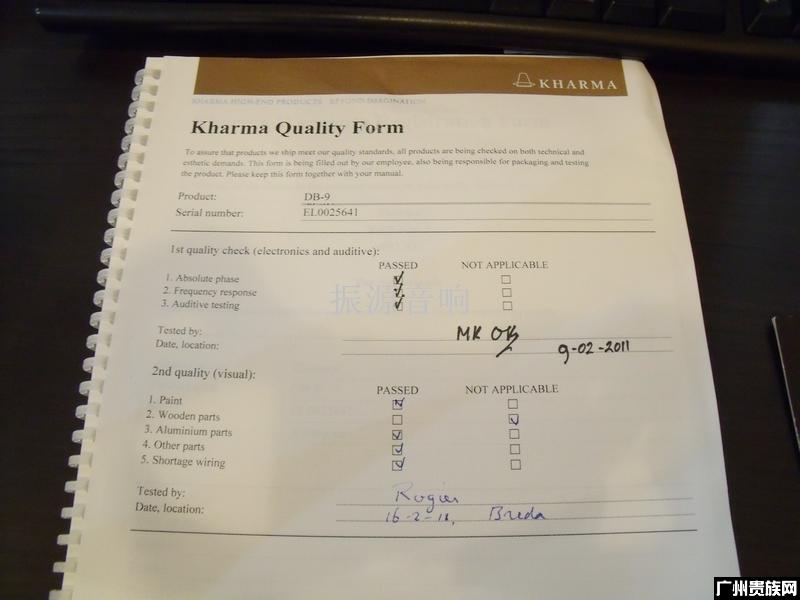 KHARMA
KHARMA HIGH-END PRODUCTS BEYOND IMAGINATION
Kharma Quality Form
To assure that products we ship meet our quality standards, all products are being checked on both technical and
esthetic demands. This form is being filled out by our employee, also being responsible for packaging and testing
the product. Please keep this form together with your manual.
Product: DB-9
Serial number: EL0025641
1st quality check (electronics and auditive):
PASSED NOT APPLICABLE
1. Absolute phase
2. Frequency response
3. Auditive testing
振源音响
Tested by: MK OK
Date, location: 9-02-2011
2nd quality (visual):
PASSED NOT APPLICABLE
1. Paint
2. Wooden parts
3. Aluminium parts
4. Other parts
5. Shortage wiring
Tested by: Rogier
Date, location: 16-2-11, Breda
广州贵族网